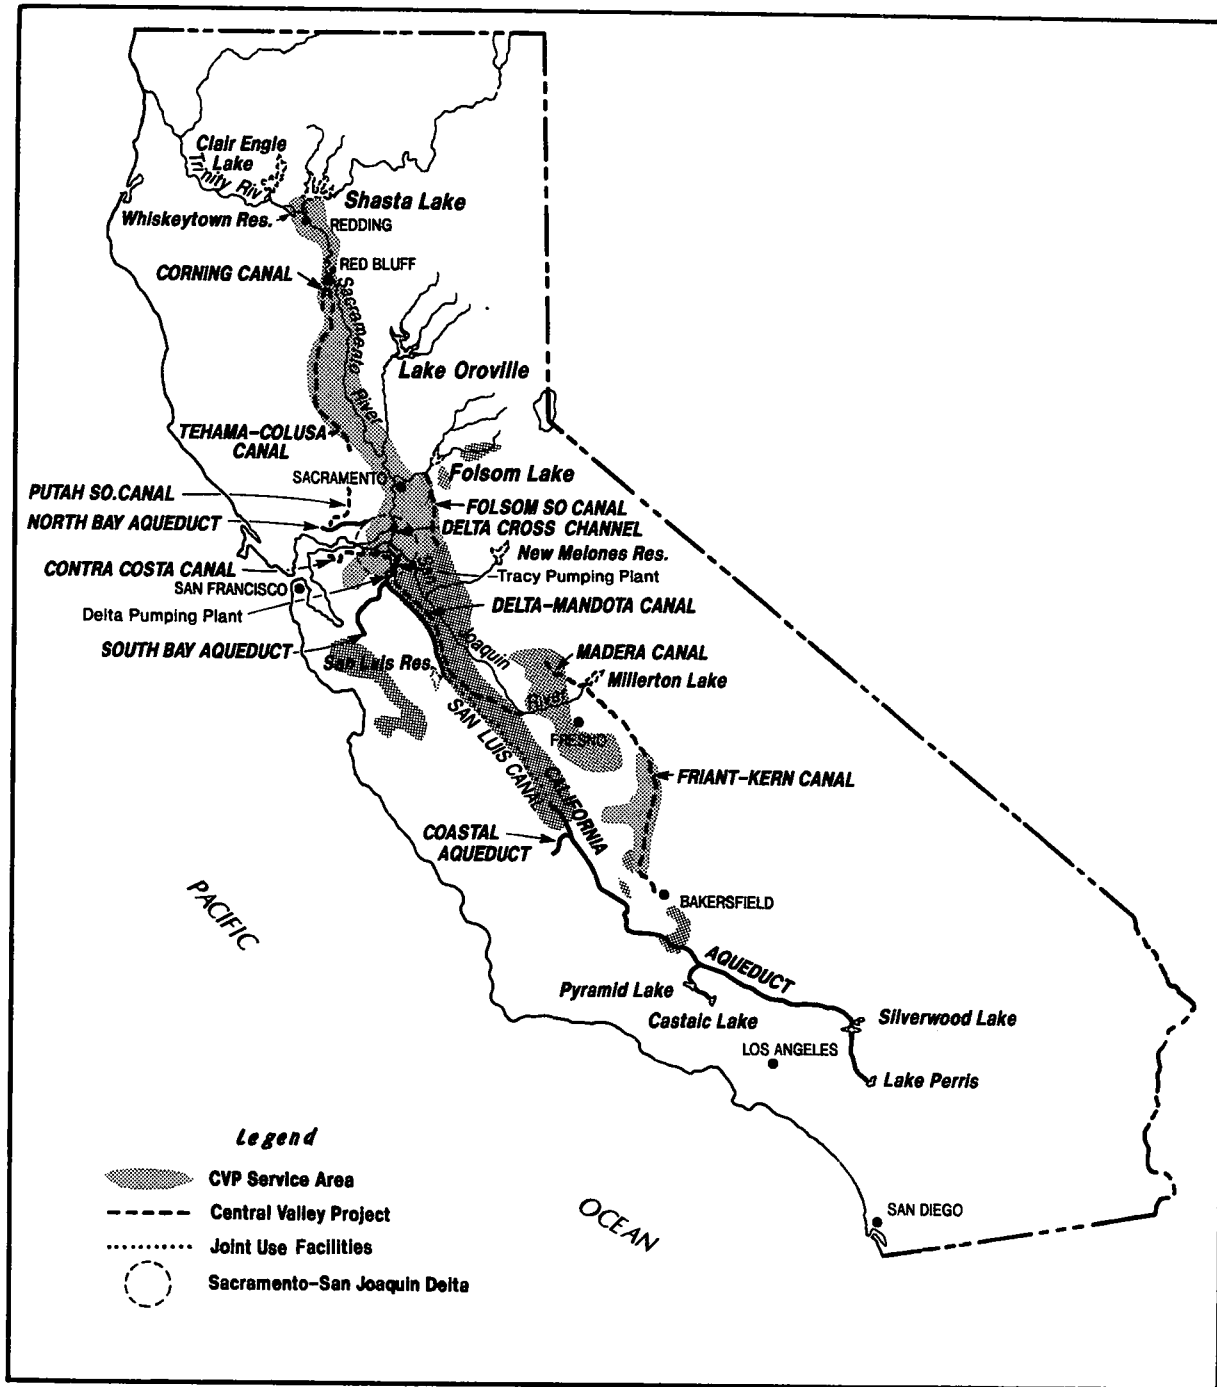 Clair Engle
Lake
Trinity Riv
Shasta Lake
Whiskeytown Res.
REDDING
RED BLUFF
CORNING CANAL
Sacramento River
Lake Oroville
TEHAMA-COLUSA
CANAL
SACRAMENTO
Folsom Lake
PUTAH SO. CANAL
FOLSOM SO CANAL
NORTH BAY AQUEDUCT
DELTA CROSS CHANNEL
New Melones Res.
CONTRA COSTA CANAL
Tracy Pumping Plant
SAN FRANCISCO
Delta Pumping Plant
DELTA-MANDOTA CANAL
SOUTH BAY AQUEDUCT
San Joaquin River
MADERA CANAL
San Luis Res.
Millerton Lake
SAN LUIS CANAL
FRESNO
FRIANT-KERN CANAL
CALIFORNIA
COASTAL
AQUEDUCT
BAKERSFIELD
PACIFIC
AQUEDUCT
Pyramid Lake
Castaic Lake
Silverwood Lake
LOS ANGELES
Lake Perris
Legend
CVP Service Area
Central Valley Project
Joint Use Facilities
Sacramento-San Joaquin Delta
OCEAN
SAN DIEGO